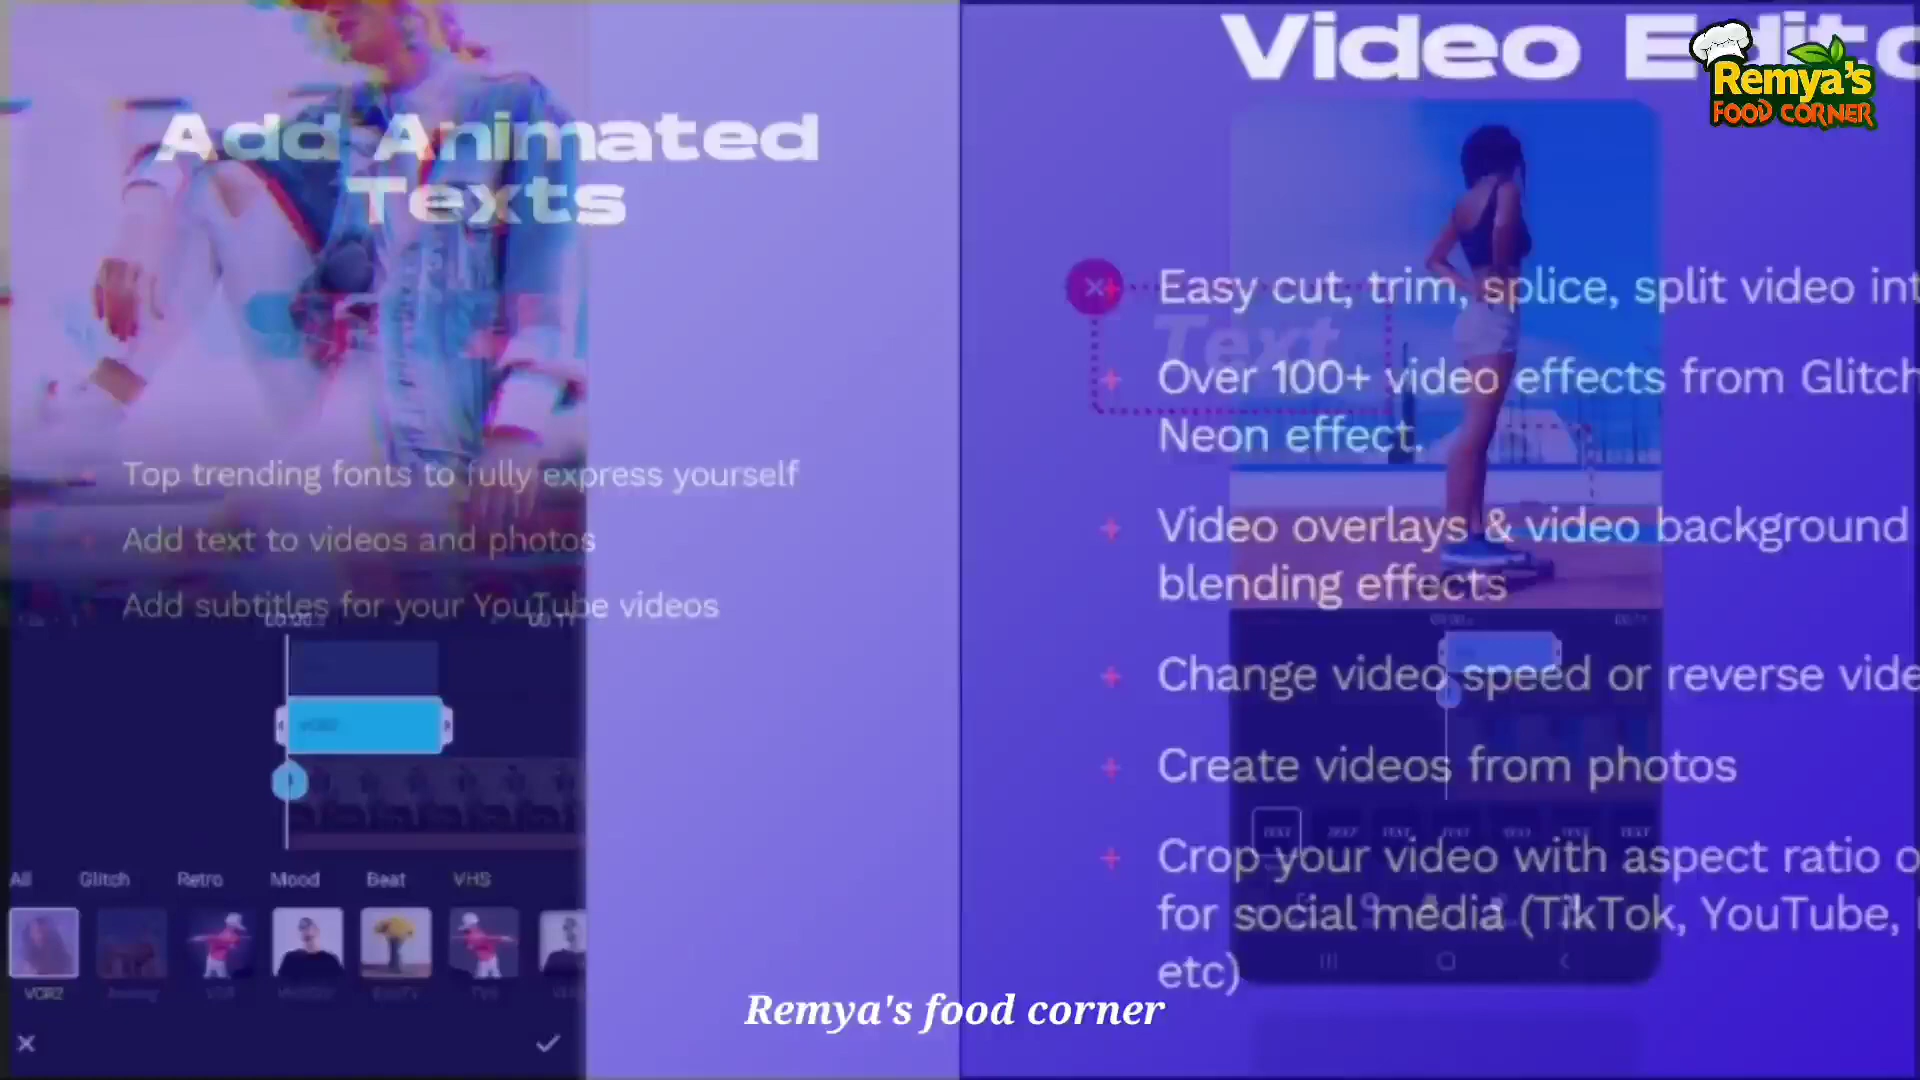 Add Animated
Texts
Top trending fonts to fully express yourself
Add text to videos and photos
Add subtitles for your YouTube videos
All Glitch Retro Mood Beat VHS
VCR2
Video Edito
Remya's
FOOD CORNER
Text
Easy cut, trim, splice, split video int
Over 100+ video effects from Glitch
Neon effect.
Video overlays & video background
blending effects
Change video speed or reverse vide
Create videos from photos
Crop your video with aspect ratio o
for social media (TikTok, YouTube,
etc)
Remya's food corner